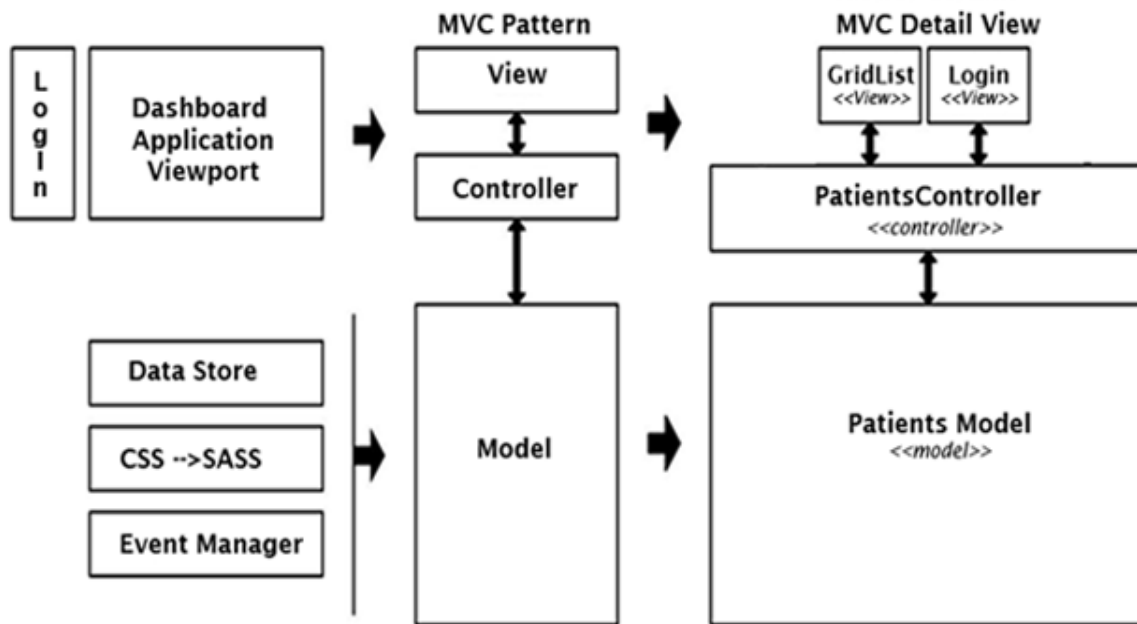 MVC Pattern
MVC Detail View
LogIn
Dashboard
Application
Viewport
View
Controller
GridList
<<View>>
Login
<<View>>
PatientsController
<<controller>>
Data Store
CSS -->SASS
Event Manager
Model
Patients Model
<<model>>